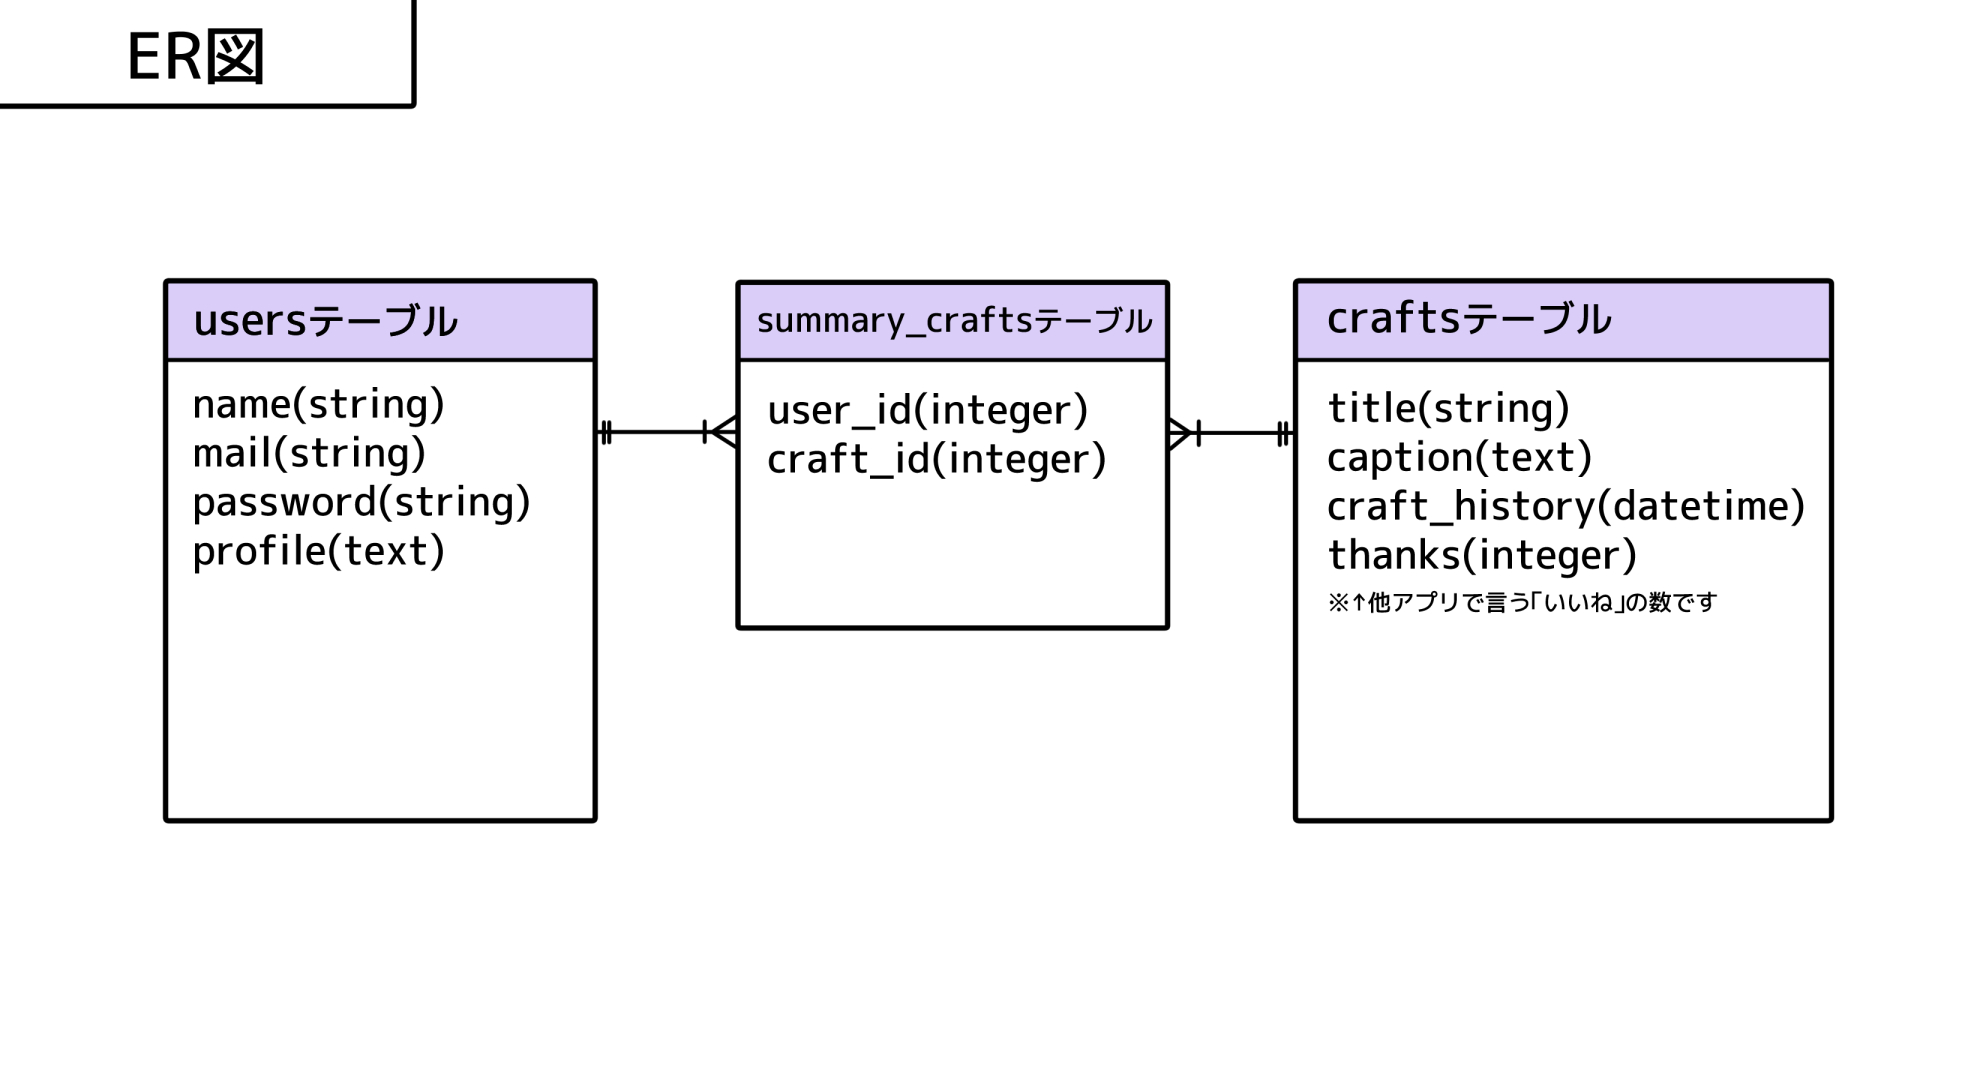 ER図
usersテーブル
name(string)
mail(string)
password(string)
profile(text)
summary_craftsテーブル
user_id(integer)
craft_id(integer)
craftsテーブル
title(string)
caption(text)
craft_history(datetime)
thanks(integer)
※↑他アプリで言う「いいね」の数です